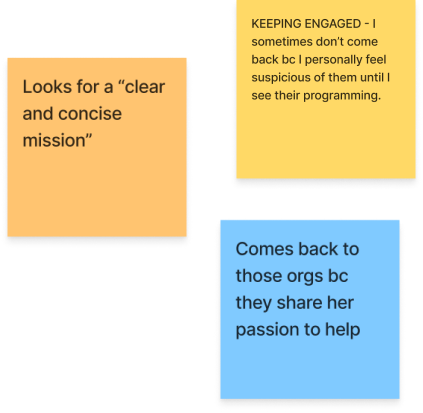 KEEPING ENGAGED - I
sometimes don’t come
back bc I personally feel
suspicious of them until I
see their programming.
Looks for a “clear
and concise
mission”
Comes back to
those orgs bc
they share her
passion to help